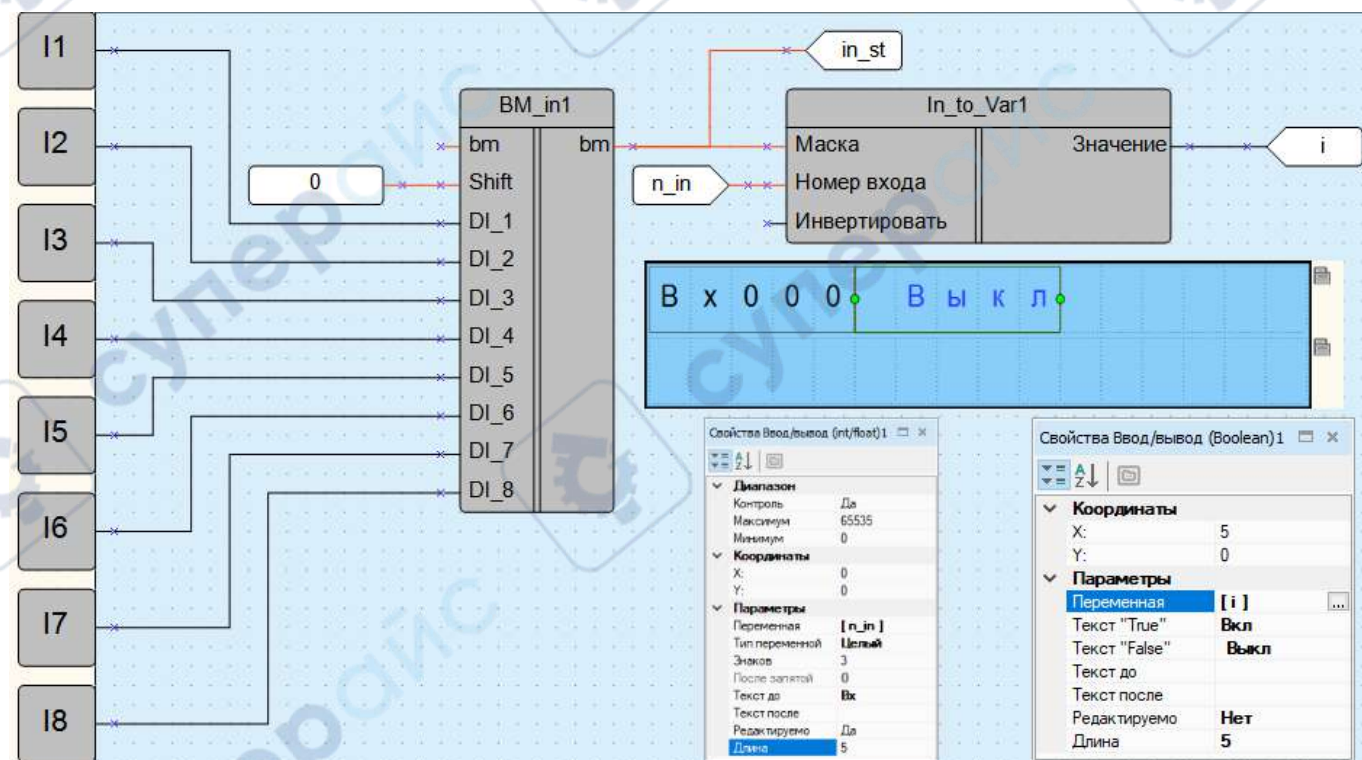 I1
I2
I3
I4
I5
I6
I7
I8
0
BM_in1
bm bm
Shift
DI_1
DI_2
DI_3
DI_4
DI_5
DI_6
DI_7
DI_8
in_st
n_in
In_to_Var1
Маска Значение
Номер входа
Инвертировать
i
Вх000 Выкл
Свойства Ввод/вывод (int/float)1
Диапазон
Контроль Да
Максимум 65535
Минимум 0
Координаты
X: 0
Y: 0
Параметры
Переменная [ n_in ]
Тип переменной Целый
Знаков 3
После запятой 0
Текст до Вх
Текст после
Редактируемо Да
Длина 5
Свойства Ввод/вывод (Boolean)1
Координаты
X: 5
Y: 0
Параметры
Переменная [ i ] ...
Текст "True" Вкл
Текст "False" Выкл
Текст до
Текст после
Редактируемо Нет
Длина 5
суперайс
суперайс